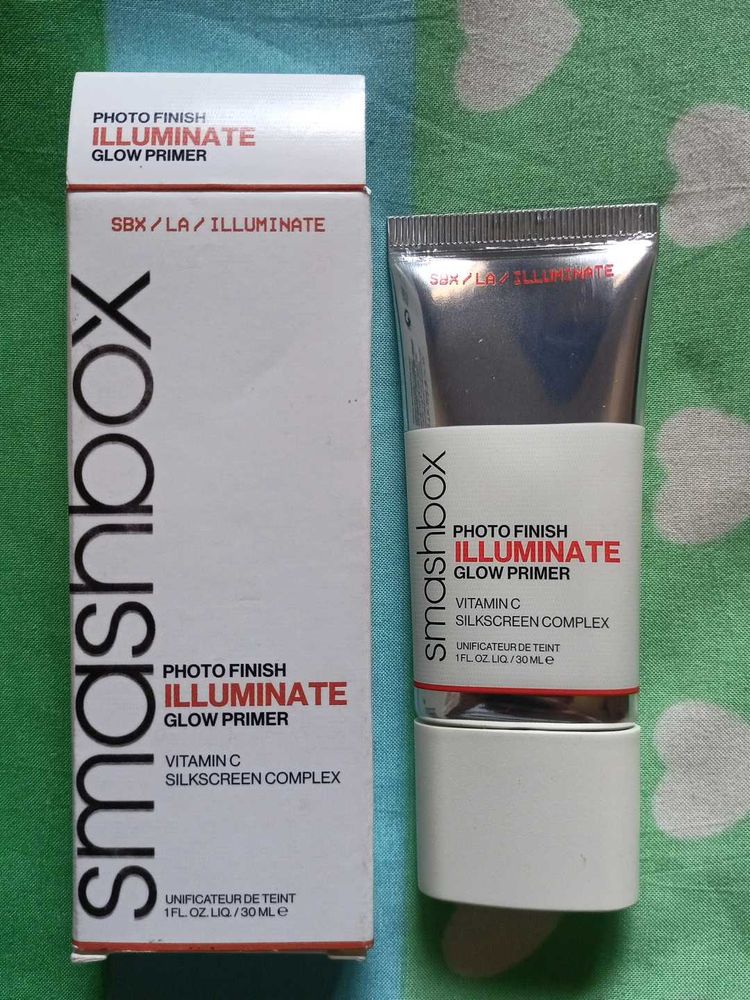 PHOTO FINISH
ILLUMINATE
GLOW PRIMER
SBX/LA/ILLUMINATE
smashbox
PHOTO FINISH
ILLUMINATE
GLOW PRIMER
VITAMIN C
SILKSCREEN COMPLEX
UNIFICATEUR DE TEINT
1 FL. OZ. LIQ. / 30 ML e
SBX/LA/ILLUMINATE
smashbox
PHOTO FINISH
ILLUMINATE
GLOW PRIMER
VITAMIN C
SILKSCREEN COMPLEX
UNIFICATEUR DE TEINT
1 FL. OZ. LIQ. / 30 ML e